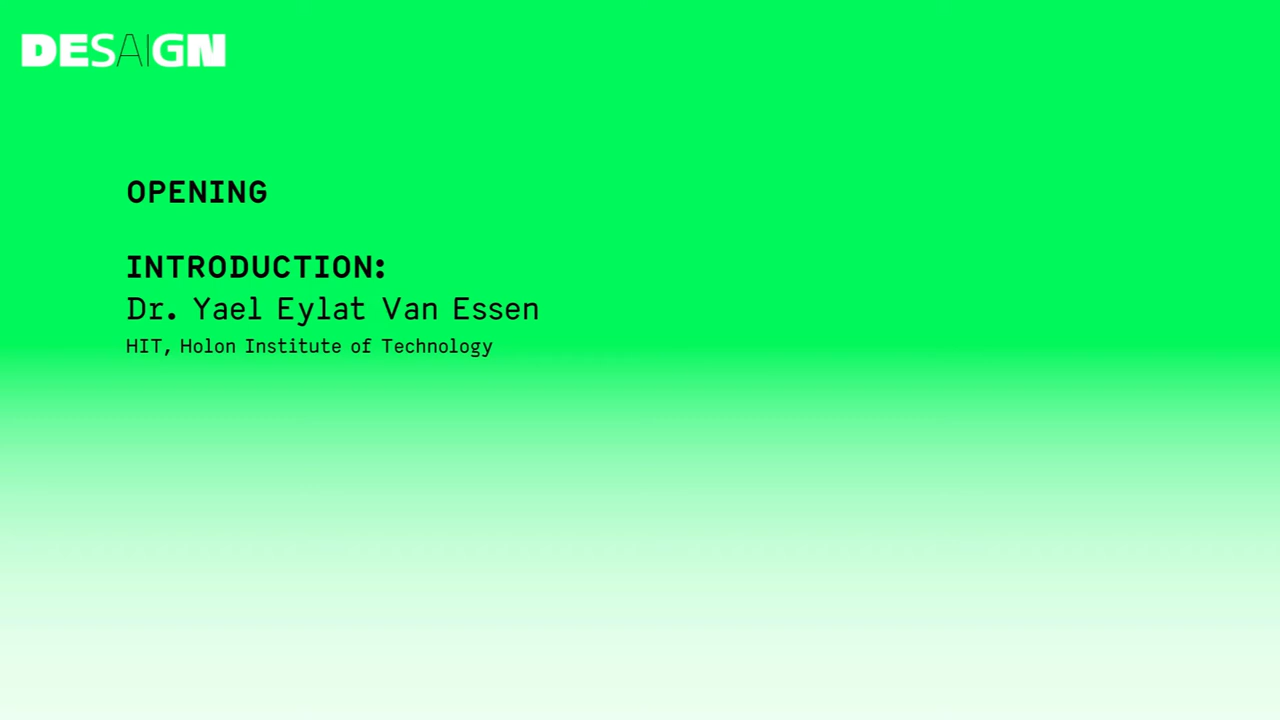 DESAIGN
OPENING
INTRODUCTION:
Dr. Yael Eylat Van Essen
HIT, Holon Institute of Technology